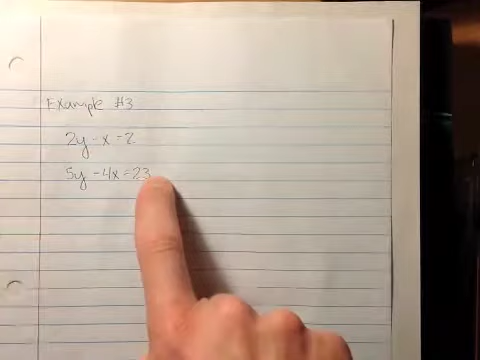 Example #3
2y - x = 2
5y - 4x = 23